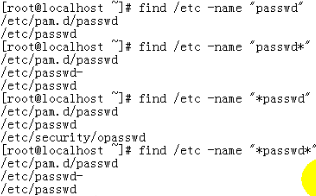 [root@localhost ~]# find /etc -name "passwd"
/etc/pam.d/passwd
/etc/passwd
[root@localhost ~]# find /etc -name "passwd*"
/etc/pam.d/passwd
/etc/passwd-
/etc/passwd
[root@localhost ~]# find /etc -name "*passwd"
/etc/pam.d/passwd
/etc/passwd
/etc/security/opasswd
[root@localhost ~]# find /etc -name "*passwd*"
/etc/pam.d/passwd
/etc/passwd-
/etc/passwd